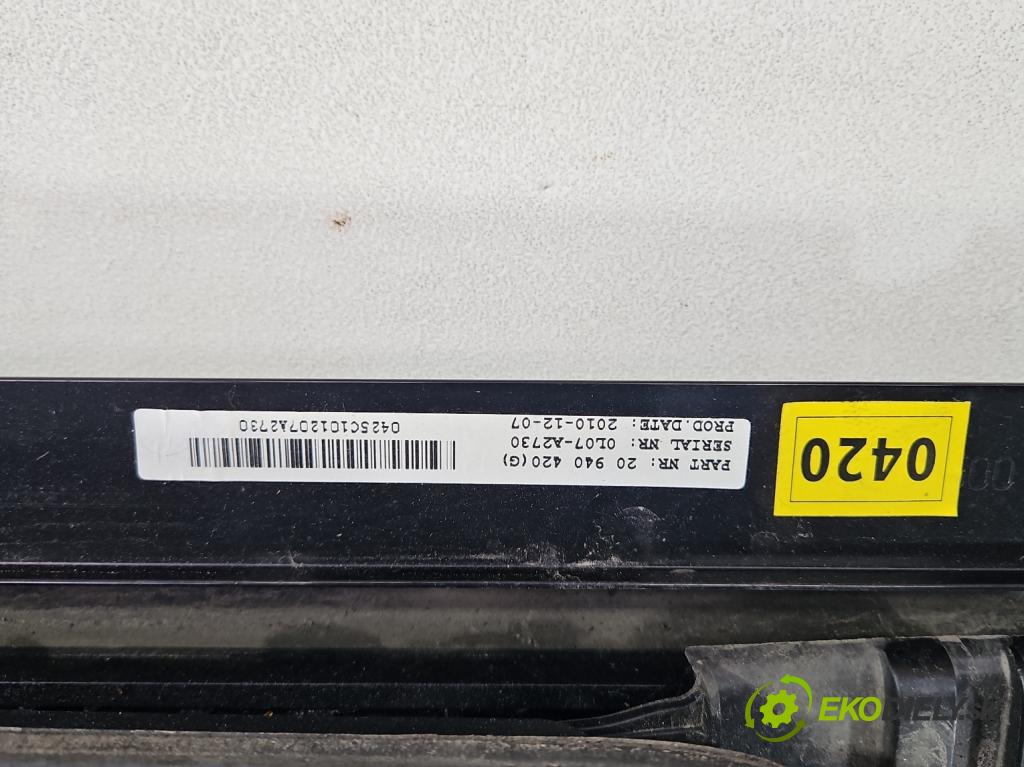 PART NR: 20 940 420(G)
SERIAL NR: 0L07-A2730
PROD.DATE: 2010-12-07
0425C101207A2730
0420
EKODIELY.SK